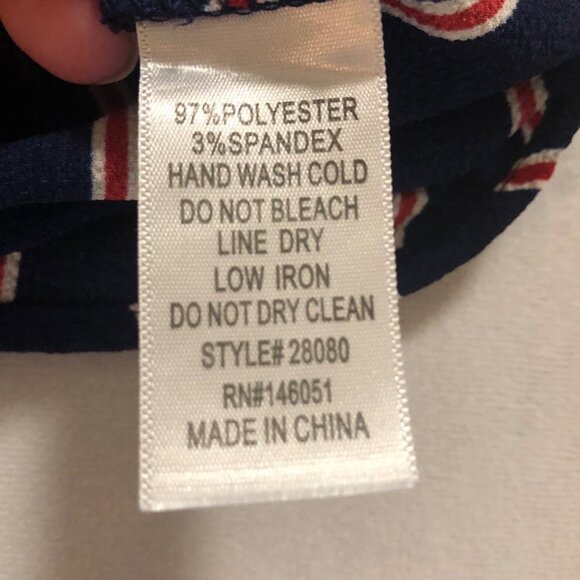 97%POLYESTER
3%SPANDEX
HAND WASH COLD
DO NOT BLEACH
LINE DRY
LOW IRON
DO NOT DRY CLEAN
STYLE# 28080
RN#146051
MADE IN CHINA